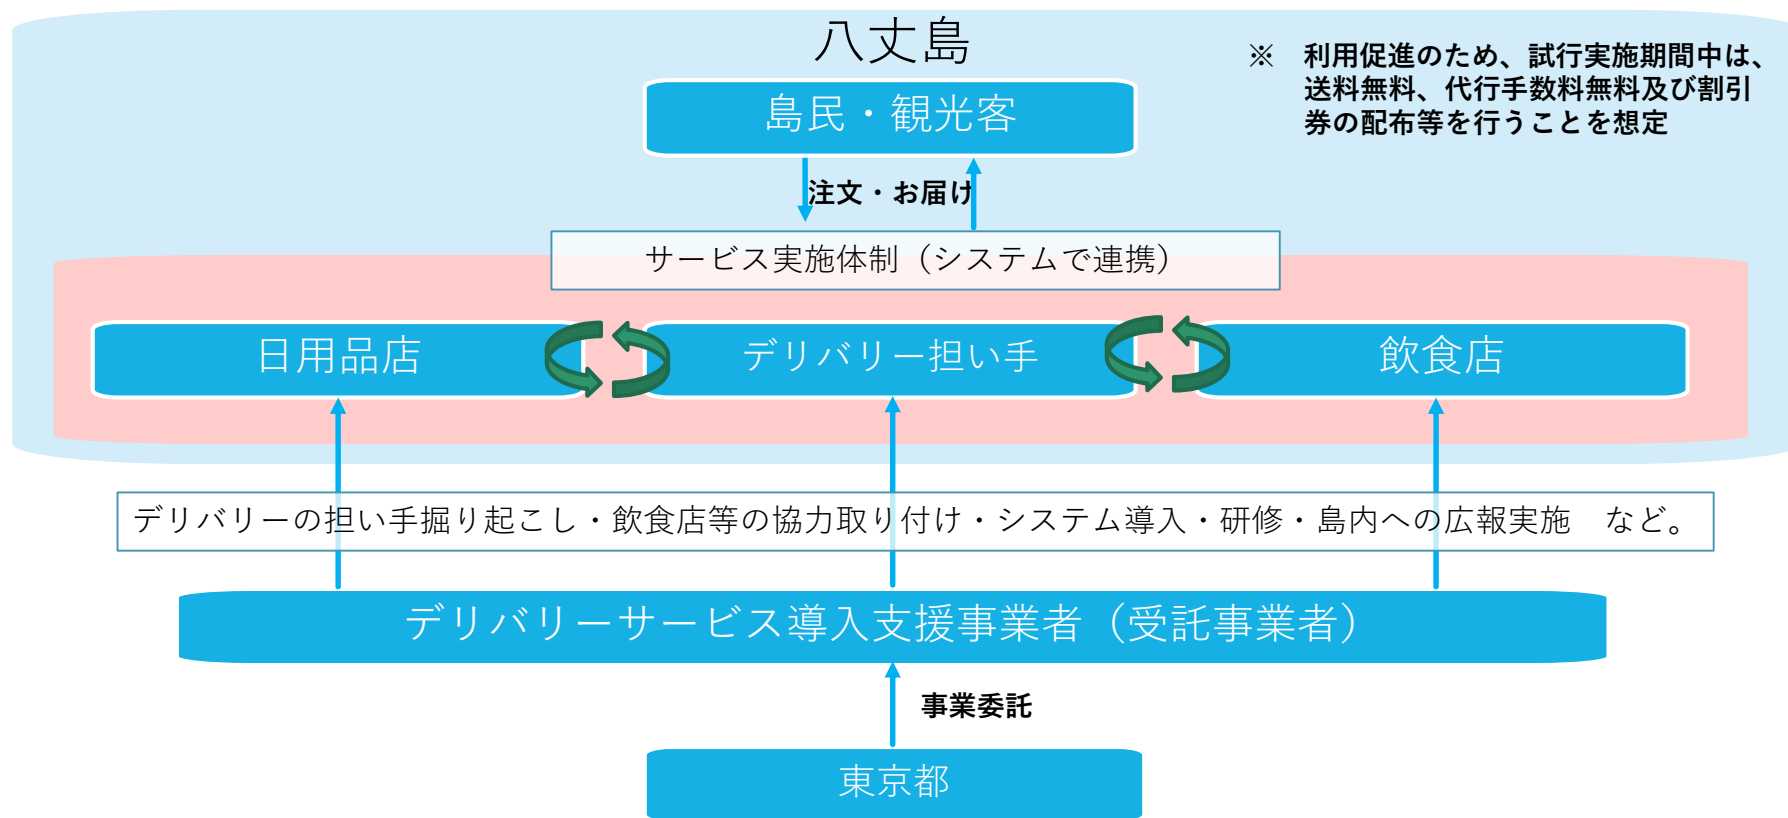 八丈島
※　利用促進のため、試行実施期間中は、
送料無料、代行手数料無料及び割引
券の配布等を行うことを想定
島民・観光客
注文・お届け
サービス実施体制（システムで連携）
日用品店
デリバリー担い手
飲食店
デリバリーの担い手掘り起こし・飲食店等の協力取り付け・システム導入・研修・島内への広報実施　など。
デリバリーサービス導入支援事業者（受託事業者）
事業委託
東京都